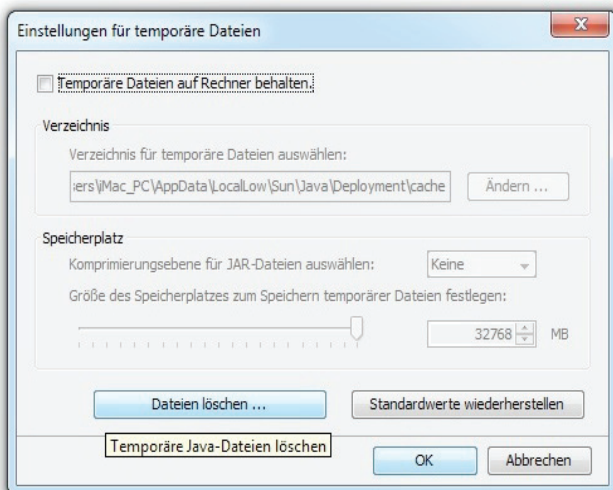 Einstellungen für temporäre Dateien
Temporäre Dateien auf Rechner behalten.
Verzeichnis
Verzeichnis für temporäre Dateien auswählen:
sers\iMac_PC\AppData\LocalLow\Sun\Java\Deployment\cache
Ändern ...
Speicherplatz
Komprimierungsebene für JAR-Dateien auswählen: Keine
Größe des Speicherplatzes zum Speichern temporärer Dateien festlegen:
32768 MB
Dateien löschen ... Standardwerte wiederherstellen
Temporäre Java-Dateien löschen
OK Abbrechen